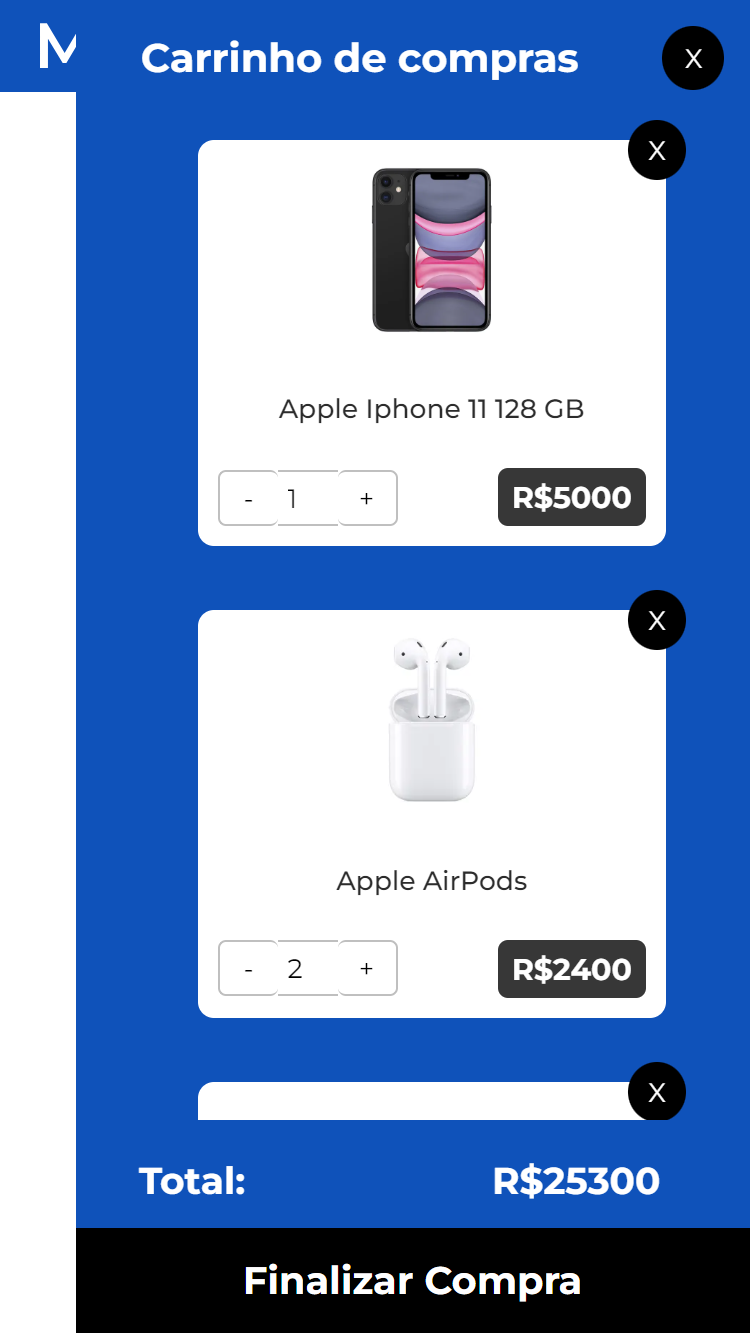 M
Carrinho de compras X
X
Apple Iphone 11 128 GB
- 1 + R$5000
X
Apple AirPods
- 2 + R$2400
X
Total: R$25300
Finalizar Compra